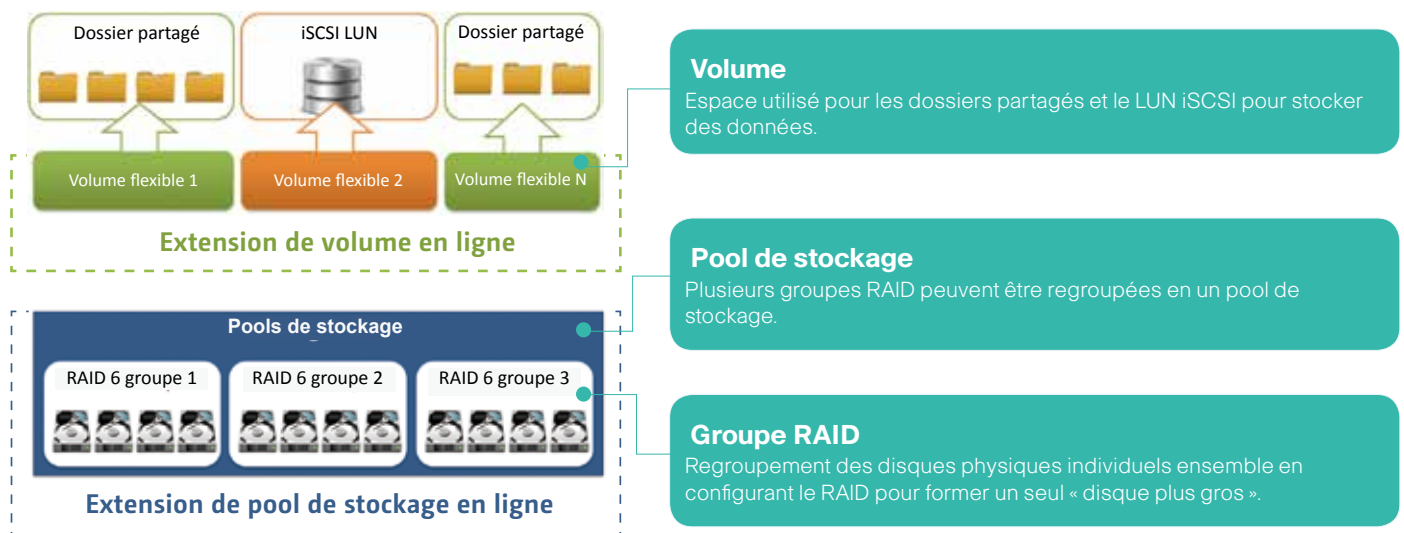 Dossier partagé
iSCSI LUN
Dossier partagé
Volume flexible 1
Volume flexible 2
Volume flexible N
Extension de volume en ligne
Pools de stockage
RAID 6 groupe 1
RAID 6 groupe 2
RAID 6 groupe 3
Extension de pool de stockage en ligne
Volume
Espace utilisé pour les dossiers partagés et le LUN iSCSI pour stocker
des données.
Pool de stockage
Plusieurs groupes RAID peuvent être regroupées en un pool de
stockage.
Groupe RAID
Regroupement des disques physiques individuels ensemble en
configurant le RAID pour former un seul « disque plus gros ».